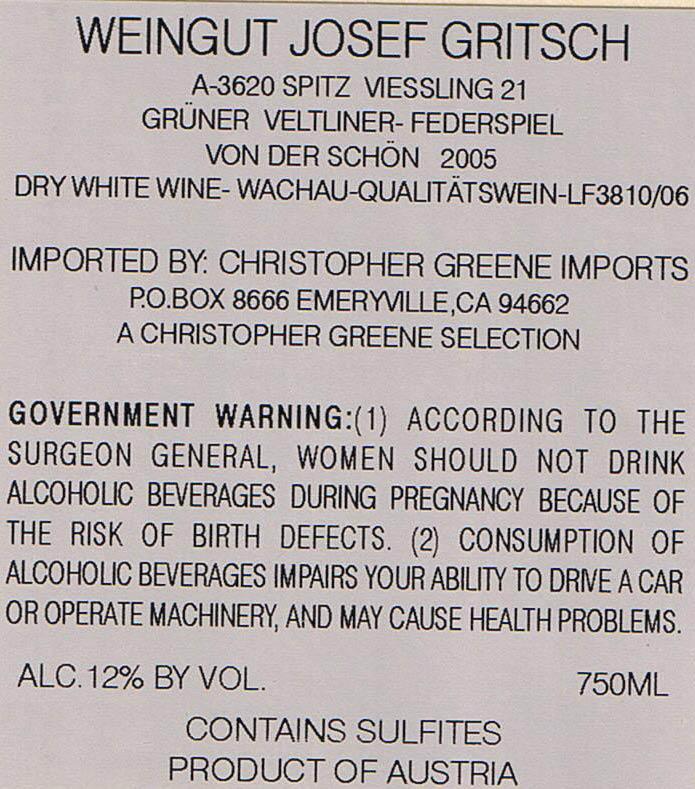 WEINGUT JOSEF GRITSCH
A-3620 SPITZ VIESSLING 21
GRÜNER VELTLINER- FEDERSPIEL
VON DER SCHÖN 2005
DRY WHITE WINE- WACHAU-QUALITÄTSWEIN-LF3810/06
IMPORTED BY: CHRISTOPHER GREENE IMPORTS
P.O.BOX 8666 EMERYVILLE,CA 94662
A CHRISTOPHER GREENE SELECTION
GOVERNMENT WARNING:(1) ACCORDING TO THE
SURGEON GENERAL, WOMEN SHOULD NOT DRINK
ALCOHOLIC BEVERAGES DURING PREGNANCY BECAUSE OF
THE RISK OF BIRTH DEFECTS. (2) CONSUMPTION OF
ALCOHOLIC BEVERAGES IMPAIRS YOUR ABILITY TO DRIVE A CAR
OR OPERATE MACHINERY, AND MAY CAUSE HEALTH PROBLEMS.
ALC.12% BY VOL. 750ML
CONTAINS SULFITES
PRODUCT OF AUSTRIA